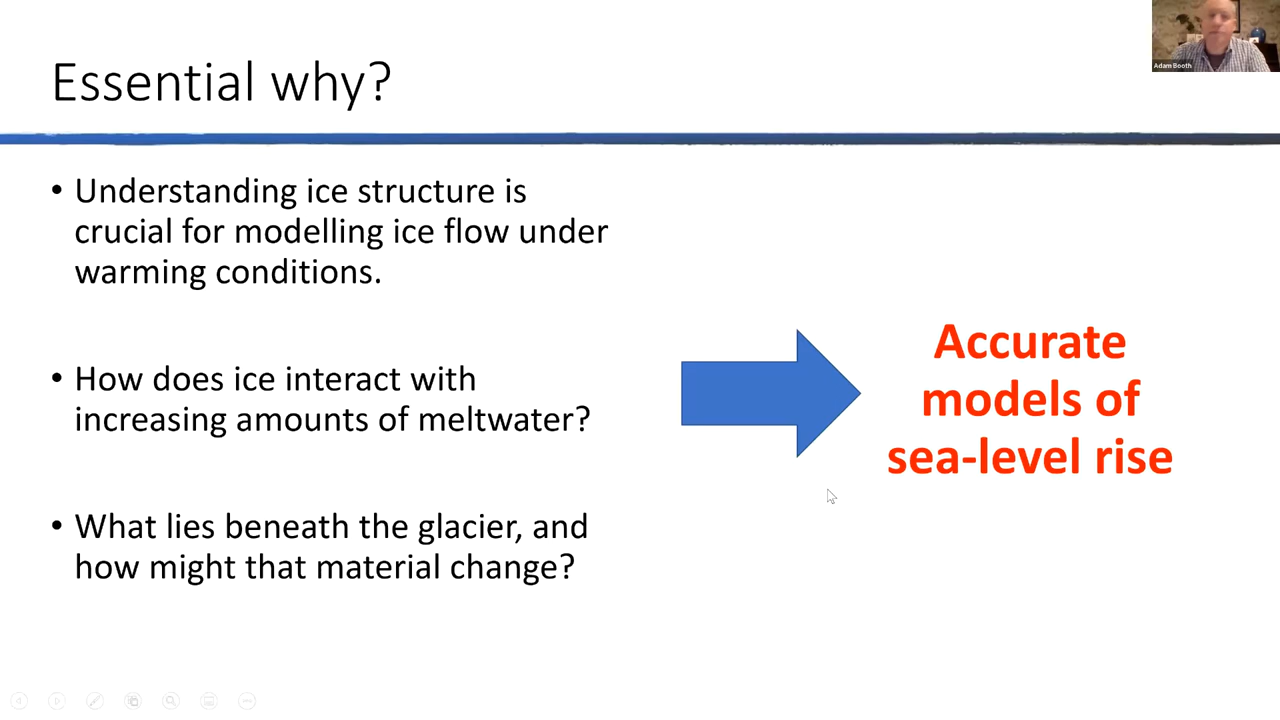 Essential why?
Adam Booth
• Understanding ice structure is
crucial for modelling ice flow under
warming conditions.
• How does ice interact with
increasing amounts of meltwater?
• What lies beneath the glacier, and
how might that material change?
Accurate
models of
sea-level rise